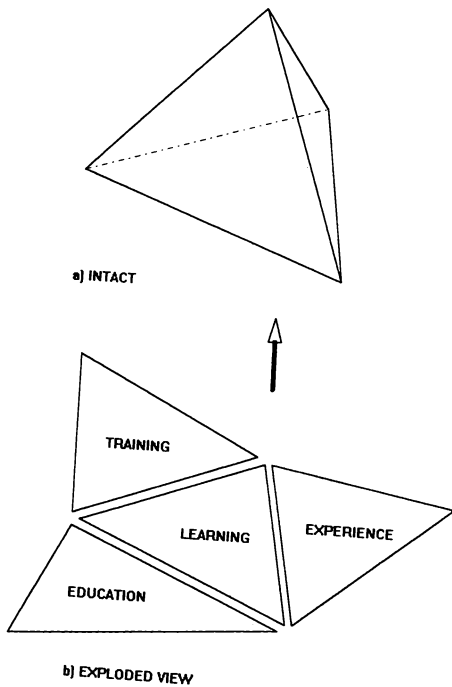 a) INTACT
TRAINING
LEARNING
EXPERIENCE
EDUCATION
b) EXPLODED VIEW